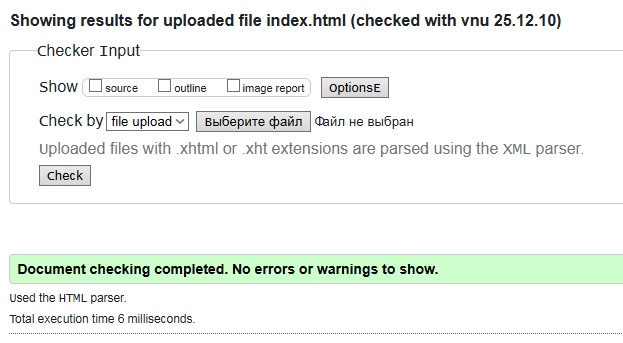 Showing results for uploaded file index.html (checked with vnu 25.12.10)
Checker Input
Show source outline image report OptionsE
Check by file upload Выберите файл Файл не выбран
Uploaded files with .xhtml or .xht extensions are parsed using the XML parser.
Check
Document checking completed. No errors or warnings to show.
Used the HTML parser.
Total execution time 6 milliseconds.